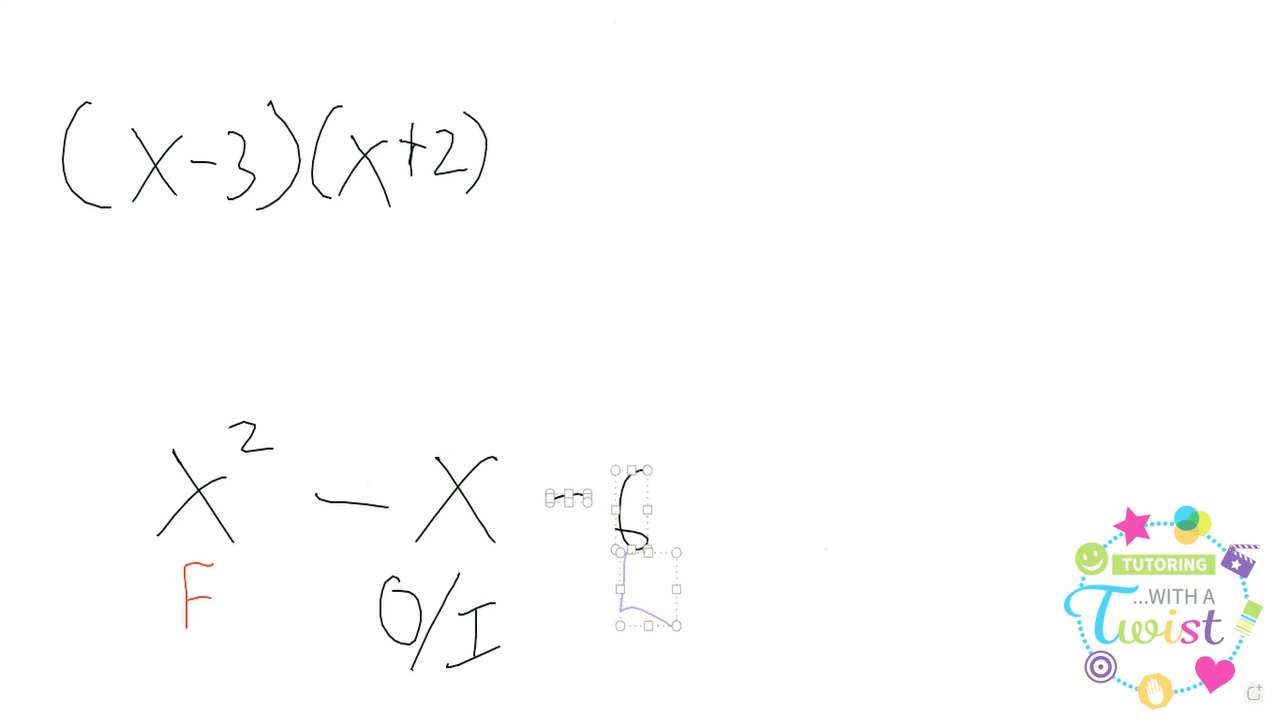 (x-3)(x+2)
x² - x - 6
F O/I L
TUTORING
...WITH A
Twist